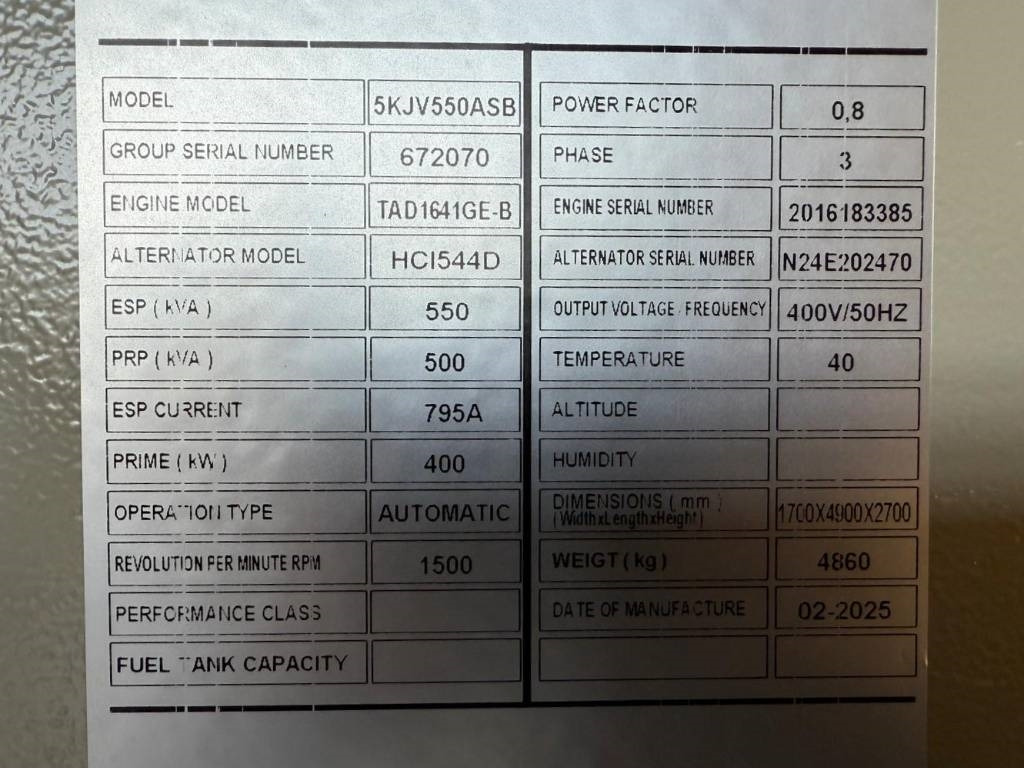 MODEL 5KJV550ASB
GROUP SERIAL NUMBER 672070
ENGINE MODEL TAD1641GE-B
ALTERNATOR MODEL HCI544D
ESP ( kVA ) 550
PRP ( kVA ) 500
ESP CURRENT 795A
PRIME ( kW ) 400
OPERATION TYPE AUTOMATIC
REVOLUTION PER MINUTE RPM 1500
PERFORMANCE CLASS
FUEL TANK CAPACITY
POWER FACTOR 0,8
PHASE 3
ENGINE SERIAL NUMBER 2016183385
ALTERNATOR SERIAL NUMBER N24E202470
OUTPUT VOLTAGE / FREQUENCY 400V/50HZ
TEMPERATURE 40
ALTITUDE
HUMIDITY
DIMENSIONS ( mm )
(WidthxLengthxHeight) 1700X4900X2700
WEIGT ( kg ) 4860
DATE OF MANUFACTURE 02-2025